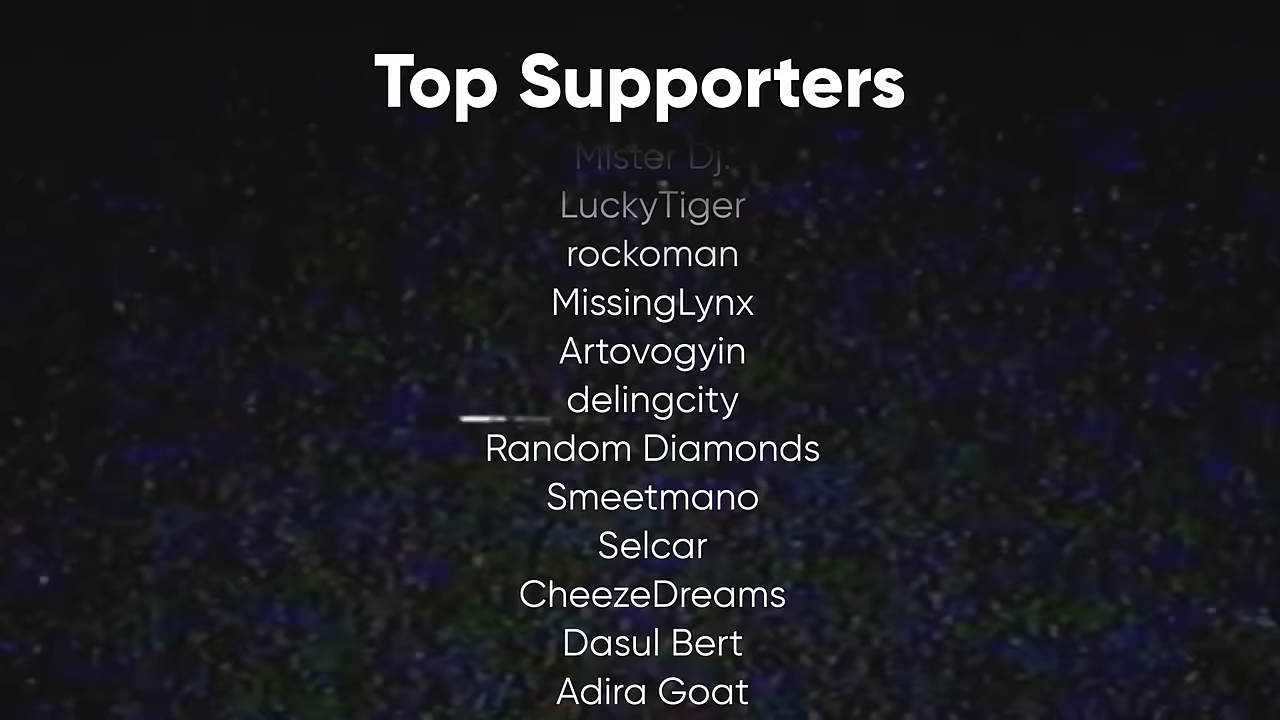 Top Supporters
Mister Dj.
LuckyTiger
rockoman
MissingLynx
Artovogyin
delingcity
Random Diamonds
Smeetmano
Selcar
CheezeDreams
Dasul Bert
Adira Goat